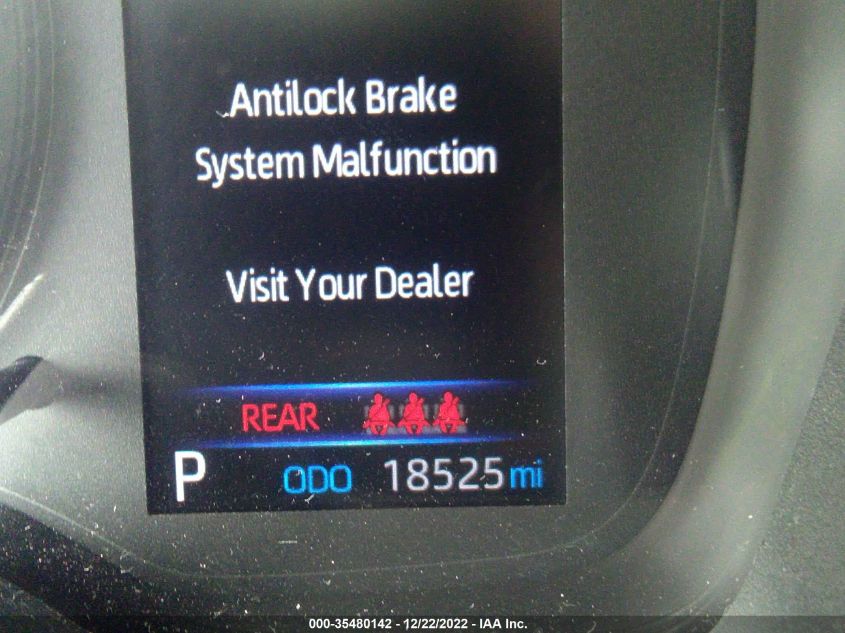 Antilock Brake
System Malfunction
Visit Your Dealer
REAR
P ODO 18525 mi
000-35480142 - 12/22/2022 - IAA Inc.